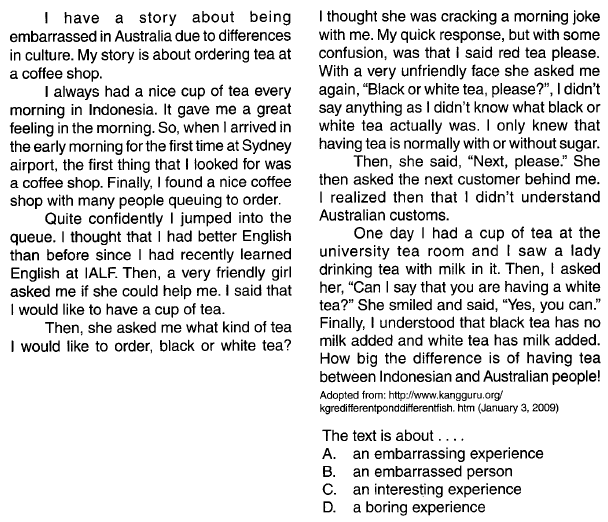 I have a story about being
embarrassed in Australia due to differences
in culture. My story is about ordering tea at
a coffee shop.
I always had a nice cup of tea every
morning in Indonesia. It gave me a great
feeling in the morning. So, when I arrived in
the early morning for the first time at Sydney
airport, the first thing that I looked for was
a coffee shop. Finally, I found a nice coffee
shop with many people queuing to order.
Quite confidently I jumped into the
queue. I thought that I had better English
than before since I had recently learned
English at IALF. Then, a very friendly girl
asked me if she could help me. I said that
I would like to have a cup of tea.
Then, she asked me what kind of tea
I would like to order, black or white tea?
I thought she was cracking a morning joke
with me. My quick response, but with some
confusion, was that I said red tea please.
With a very unfriendly face she asked me
again, “Black or white tea, please?”, I didn’t
say anything as I didn’t know what black or
white tea actually was. I only knew that
having tea is normally with or without sugar.
Then, she said, “Next, please.” She
then asked the next customer behind me.
I realized then that I didn’t understand
Australian customs.
One day I had a cup of tea at the
university tea room and I saw a lady
drinking tea with milk in it. Then, I asked
her, “Can I say that you are having a white
tea?” She smiled and said, “Yes, you can.”
Finally, I understood that black tea has no
milk added and white tea has milk added.
How big the difference is of having tea
between Indonesian and Australian people!
Adopted from: http://www.kangguru.org/
kgredifferentponddifferentfish. htm (January 3, 2009)
The text is about . . . .
A. an embarrassing experience
B. an embarrassed person
C. an interesting experience
D. a boring experience